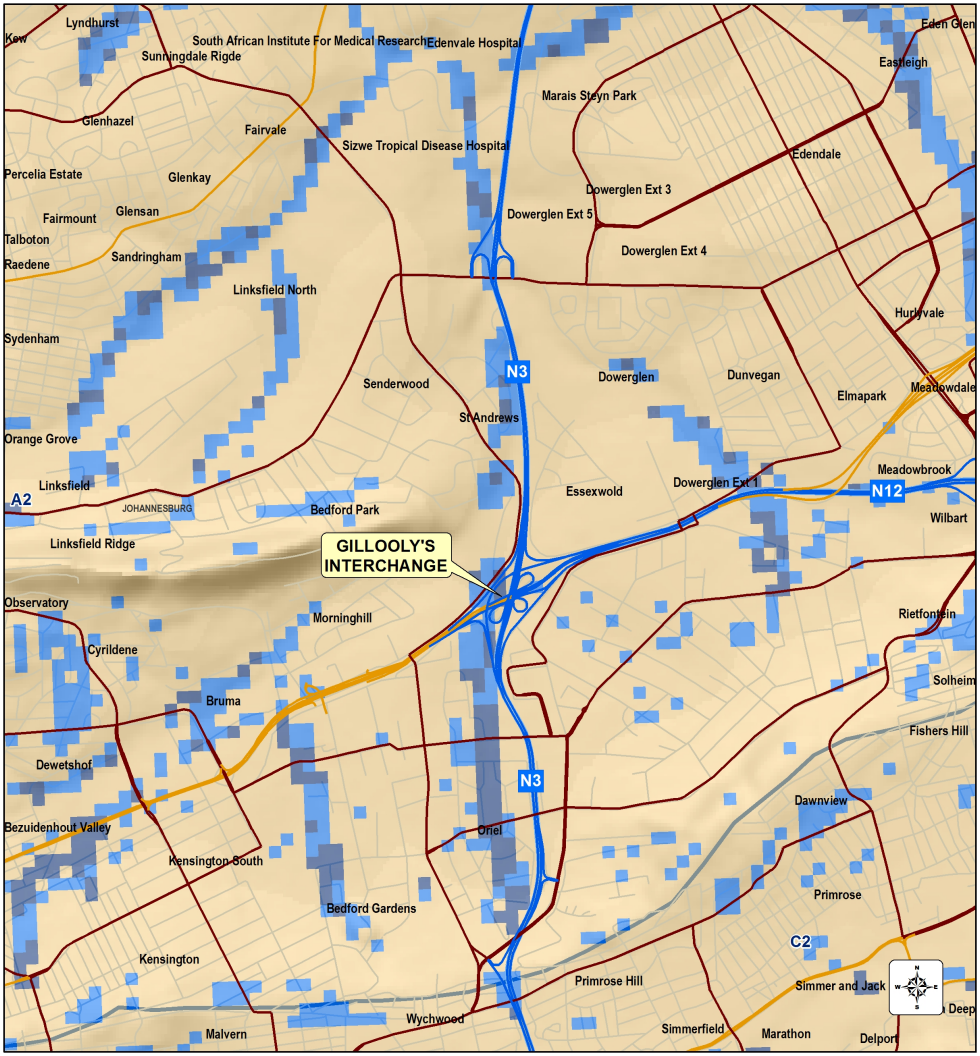 Lyndhurst
Eden Glen
Kew
South African Institute For Medical Research
Edenvale Hospital
Sunningdale Rigde
Eastleigh
Marais Steyn Park
Glenhazel
Fairvale
Sizwe Tropical Disease Hospital
Edendale
Percelia Estate
Glenkay
Dowerglen Ext 3
Glensan
Dowerglen Ext 5
Fairmount
Talboton
Dowerglen Ext 4
Sandringham
Raedene
Linksfield North
Hurlyvale
Sydenham
N3
Dowerglen
Dunvegan
Senderwood
Meadowdale
Elmapark
St Andrews
Orange Grove
Meadowbrook
Linksfield
Dowerglen Ext 1
Essexwold
N12
A2
JOHANNESBURG
Bedford Park
Wilbart
Linksfield Ridge
GILLOOLY'S
INTERCHANGE
Observatory
Morninghill
Rietfontein
Cyrildene
Solheim
Bruma
Fishers Hill
Dewetshof
N3
Dawnview
Bezuidenhout Valley
Oriel
Kensington South
Primrose
Bedford Gardens
C2
Kensington
N
W E
S
Primrose Hill
Simmer and Jack
a Deep
Wychwood
Simmerfield
Malvern
Marathon
Delport